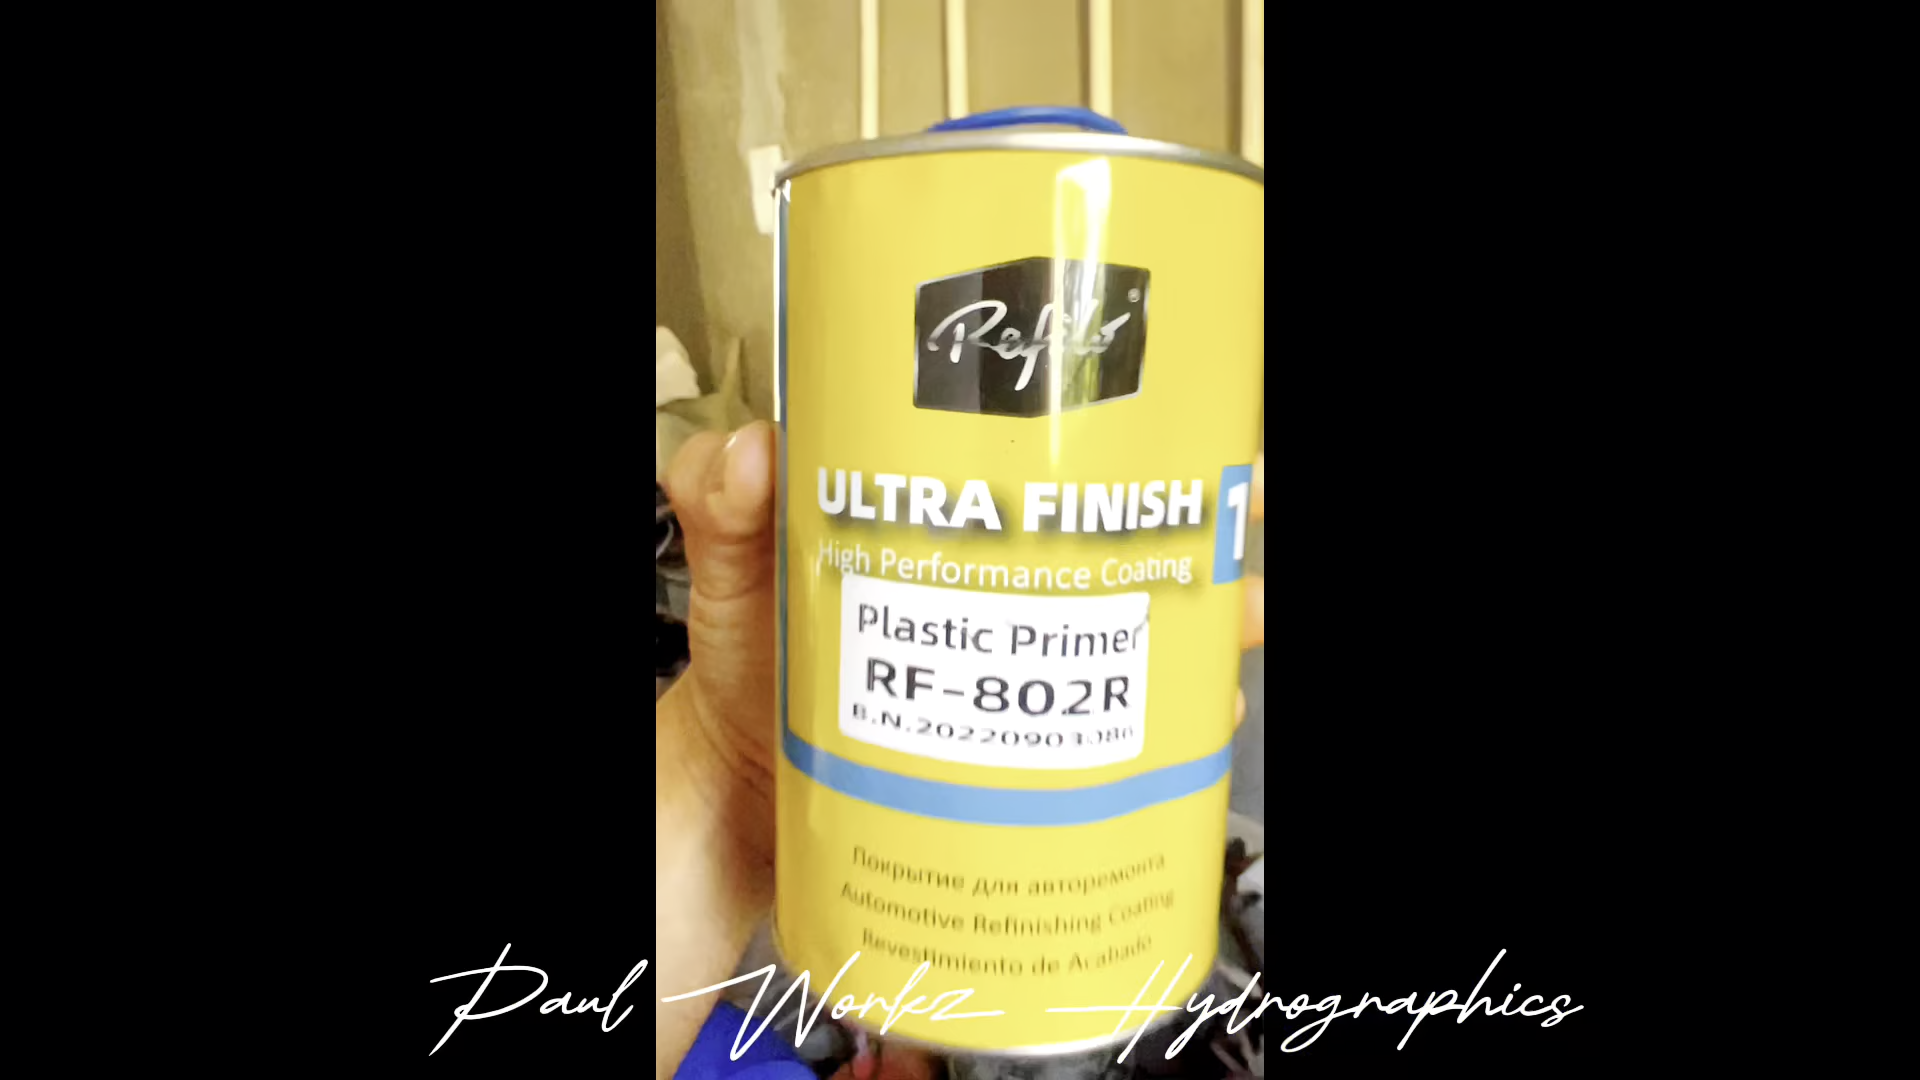 Refilo®
ULTRA FINISH 1
High Performance Coating
Plastic Primer
RF-802R
B.N.20220903
Покрытие для авторемонта
Automotive Refinishing Coating
Revestimiento de Acabado
Paul Workz Hydrographics